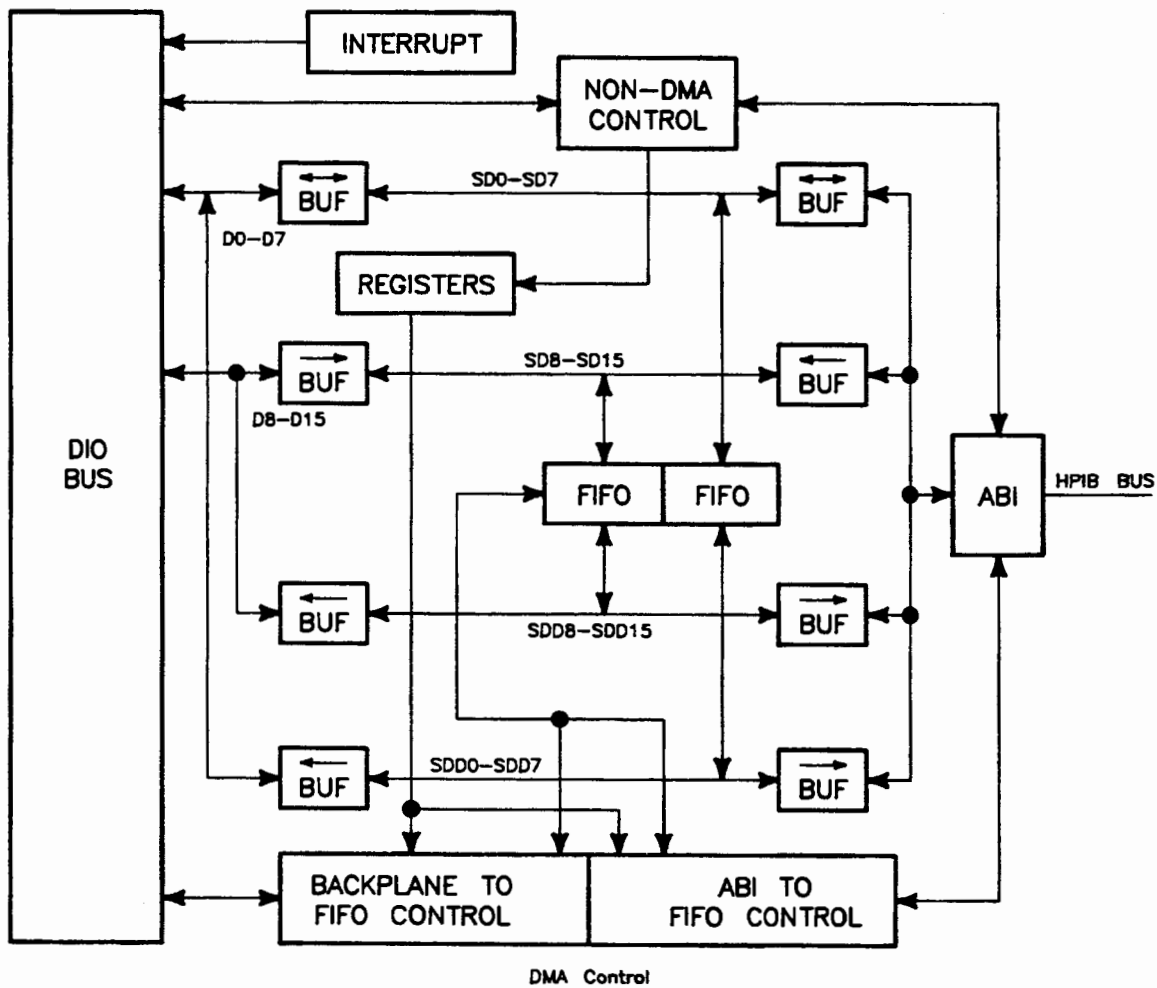 INTERRUPT
NON-DMA
CONTROL
BUF
SD0-SD7
BUF
D0-D7
REGISTERS
BUF
SD8-SD15
BUF
D8-D15
DIO
BUS
FIFO
FIFO
ABI
HPIB BUS
BUF
SDD8-SDD15
BUF
BUF
SDD0-SDD7
BUF
BACKPLANE TO
FIFO CONTROL
ABI TO
FIFO CONTROL
DMA Control